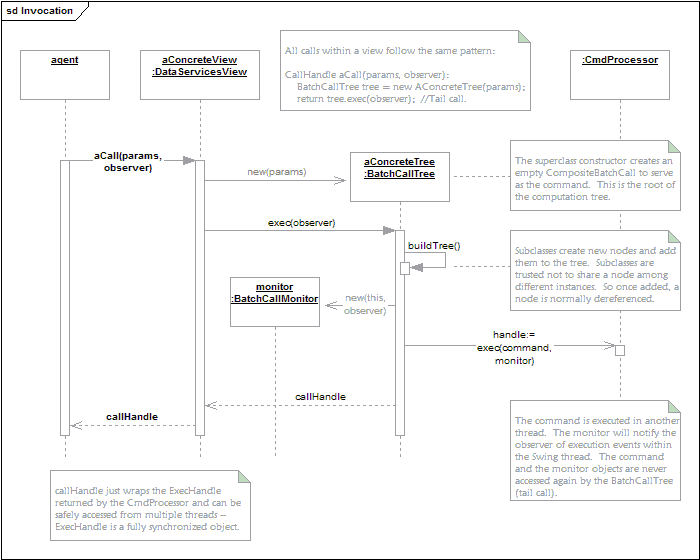 sd Invocation
agent
aConcreteView
:DataServicesView
All calls within a view follow the same pattern:
CallHandle aCall(params, observer):
BatchCallTree tree = new AConcreteTree(params);
return tree.exec(observer); //Tail call.
:CmdProcessor
aCall(params,
observer)
new(params)
aConcreteTree
:BatchCallTree
The superclass constructor creates an
empty CompositeBatchCall to serve
as the command. This is the root of
the computation tree.
exec(observer)
buildTree()
Subclasses create new nodes and add
them to the tree. Subclasses are
trusted not to share a node among
different instances. So once added, a
node is normally dereferenced.
monitor
:BatchCallMonitor
new(this,
observer)
handle:=
exec(command,
monitor)
callHandle
callHandle
The command is executed in another
thread. The monitor will notify the
observer of execution events within
the Swing thread. The command
and the monitor objects are never
accessed again by the BatchCallTree
(tail call).
callHandle just wraps the ExecHandle
returned by the CmdProcessor and can be
safely accessed from multiple threads --
ExecHandle is a fully synchronized object.